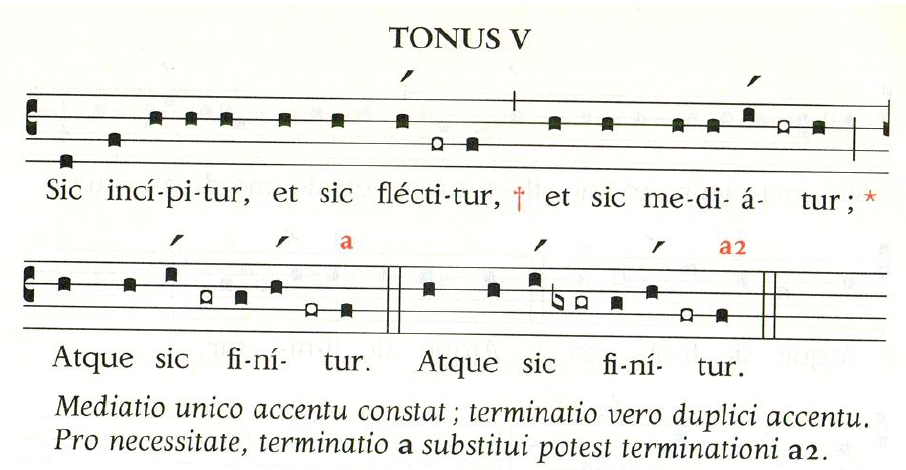 TONUS V
Sic incí-pi-tur, et sic flécti-tur, † et sic me-di- á- tur ; *
a a2
Atque sic fi-ní- tur. Atque sic fi-ní- tur.
Mediatio unico accentu constat ; terminatio vero duplici accentu.
Pro necessitate, terminatio a substitui potest terminationi a2.